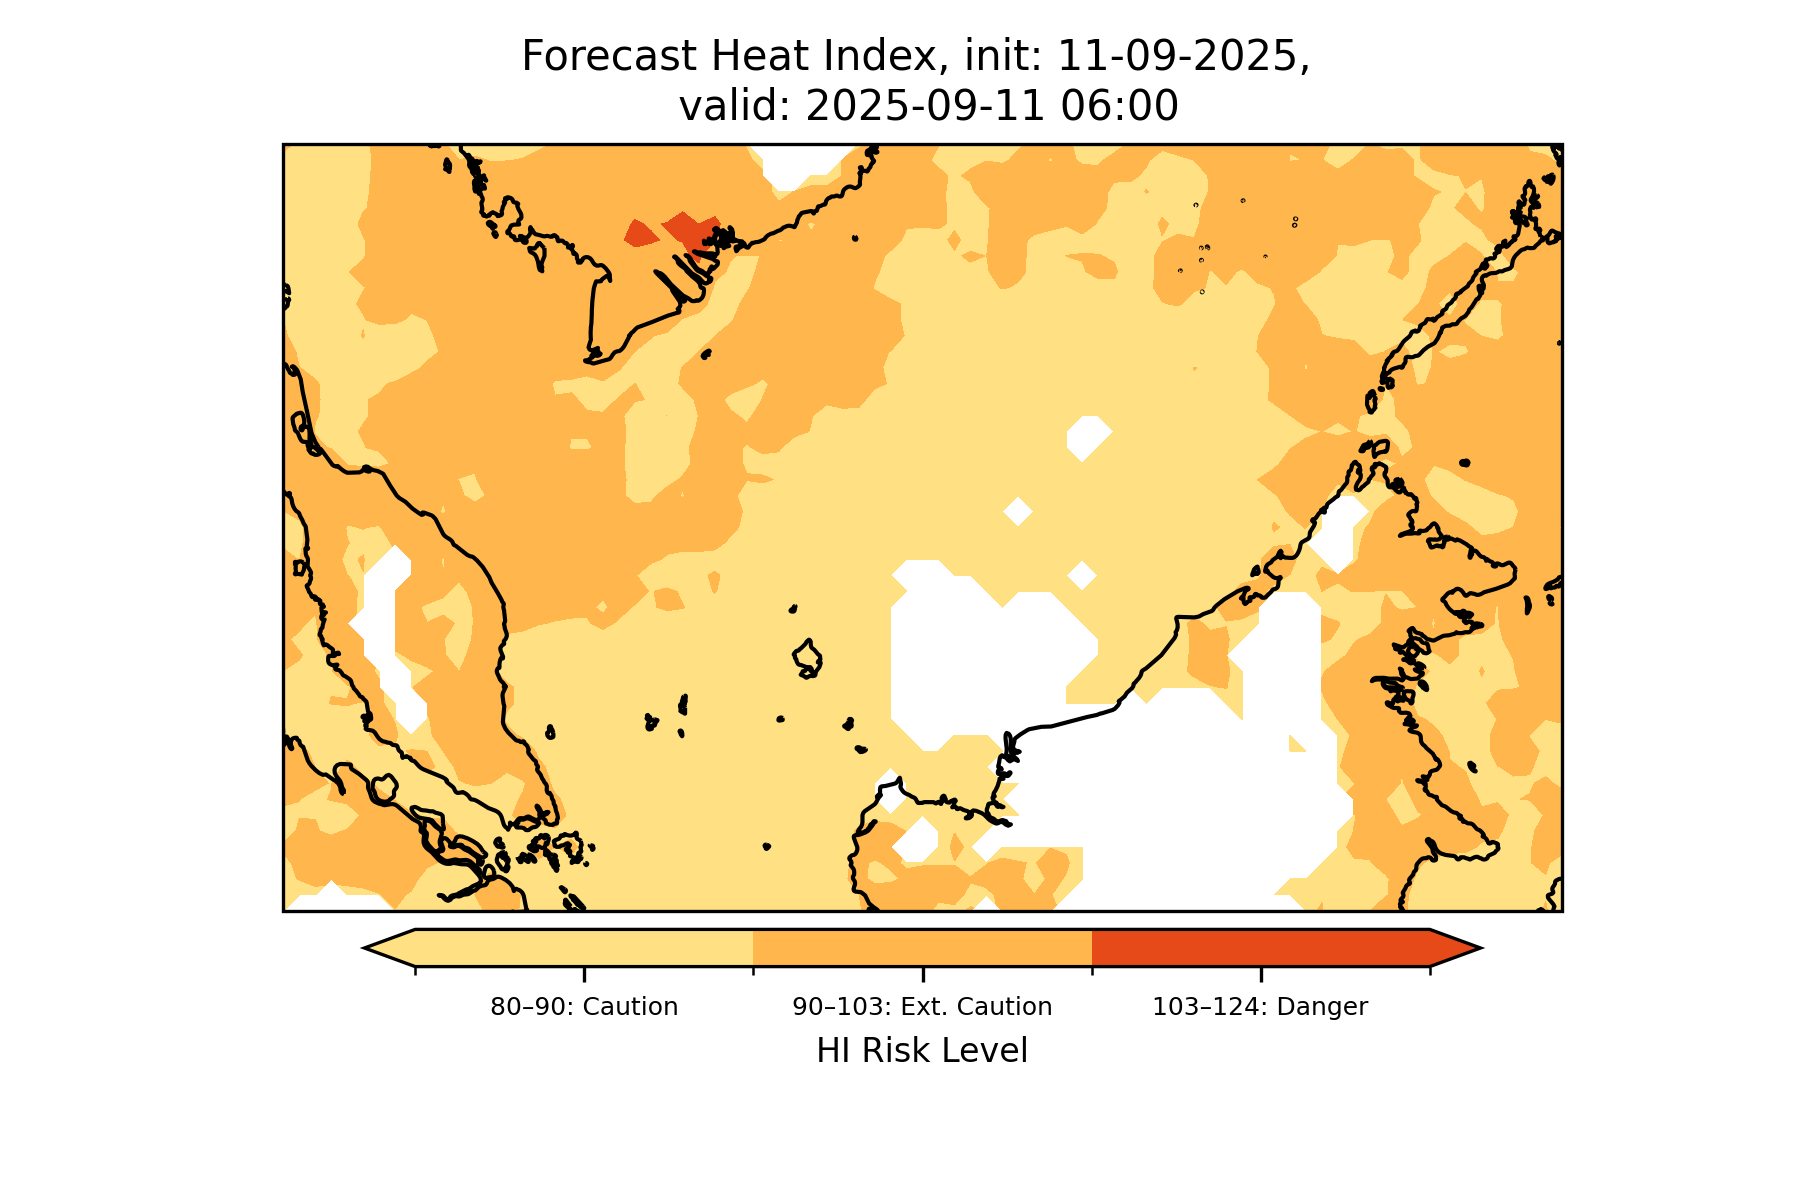 Forecast Heat Index, init: 11-09-2025,
valid: 2025-09-11 06:00
80–90: Caution
90–103: Ext. Caution
103–124: Danger
HI Risk Level